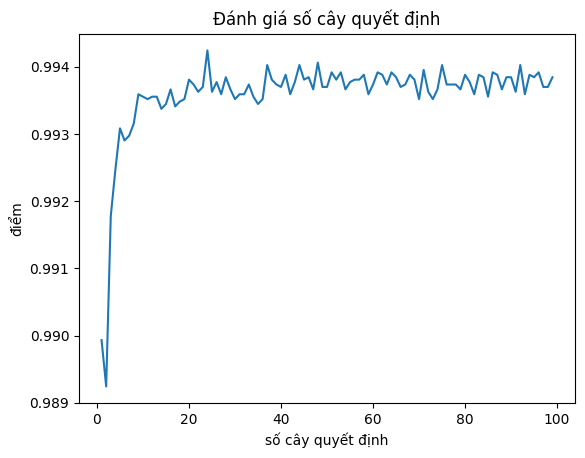 Đánh giá số cây quyết định
điểm
0.994
0.993
0.992
0.991
0.990
0.989
0 20 40 60 80 100
số cây quyết định